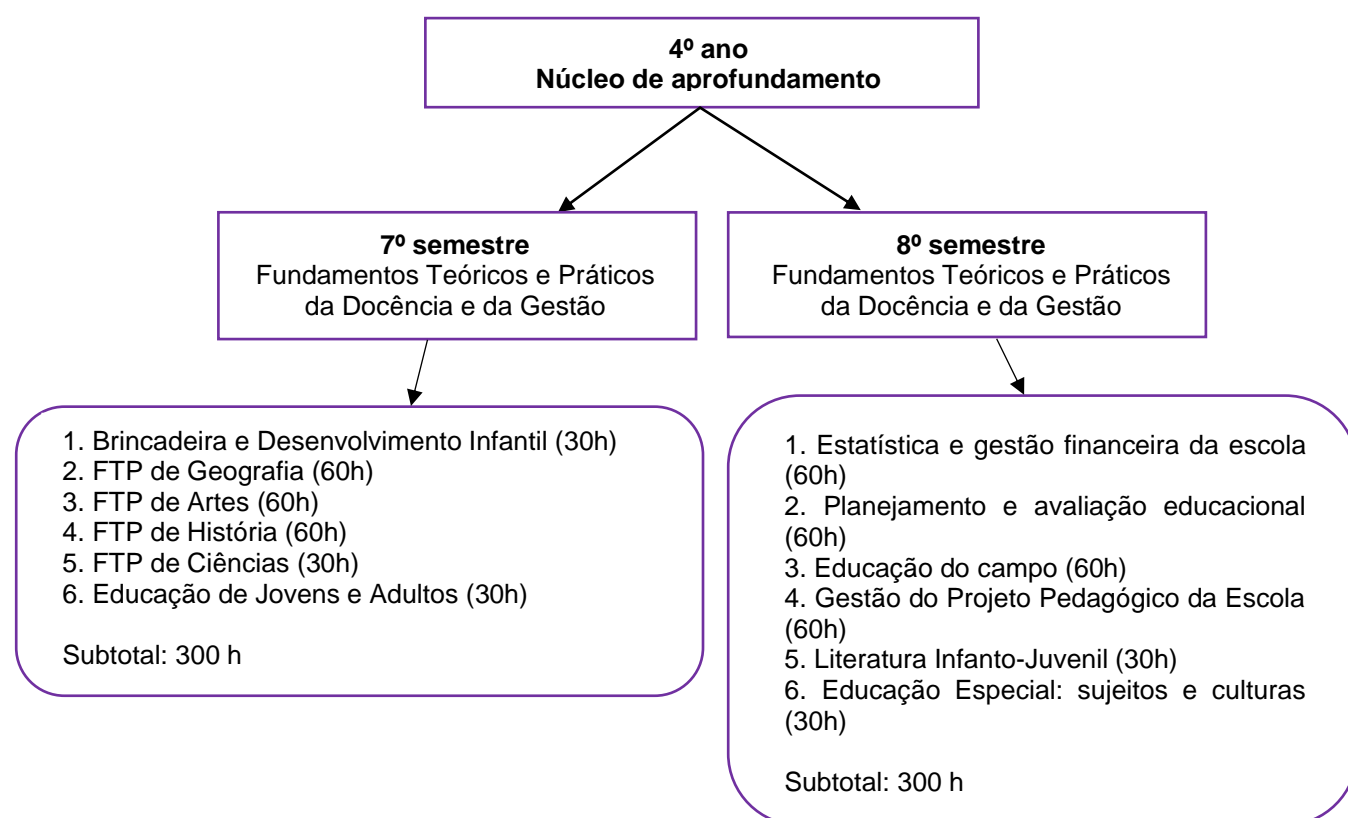 4º ano
Núcleo de aprofundamento
7º semestre
Fundamentos Teóricos e Práticos
da Docência e da Gestão
8º semestre
Fundamentos Teóricos e Práticos
da Docência e da Gestão
1. Brincadeira e Desenvolvimento Infantil (30h)
2. FTP de Geografia (60h)
3. FTP de Artes (60h)
4. FTP de História (60h)
5. FTP de Ciências (30h)
6. Educação de Jovens e Adultos (30h)
Subtotal: 300 h
1. Estatística e gestão financeira da escola
(60h)
2. Planejamento e avaliação educacional
(60h)
3. Educação do campo (60h)
4. Gestão do Projeto Pedagógico da Escola
(60h)
5. Literatura Infanto-Juvenil (30h)
6. Educação Especial: sujeitos e culturas
(30h)
Subtotal: 300 h